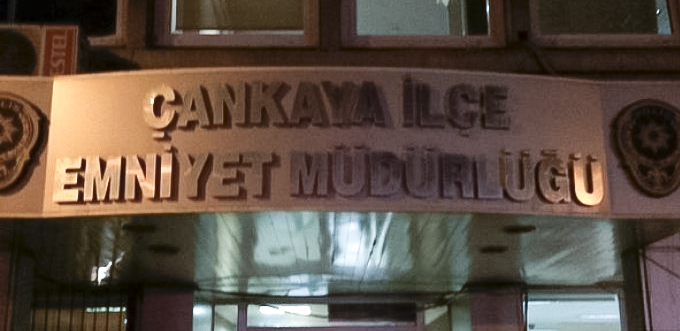 ÇANKAYA İLÇE
EMNİYET MÜDÜRLÜĞÜ